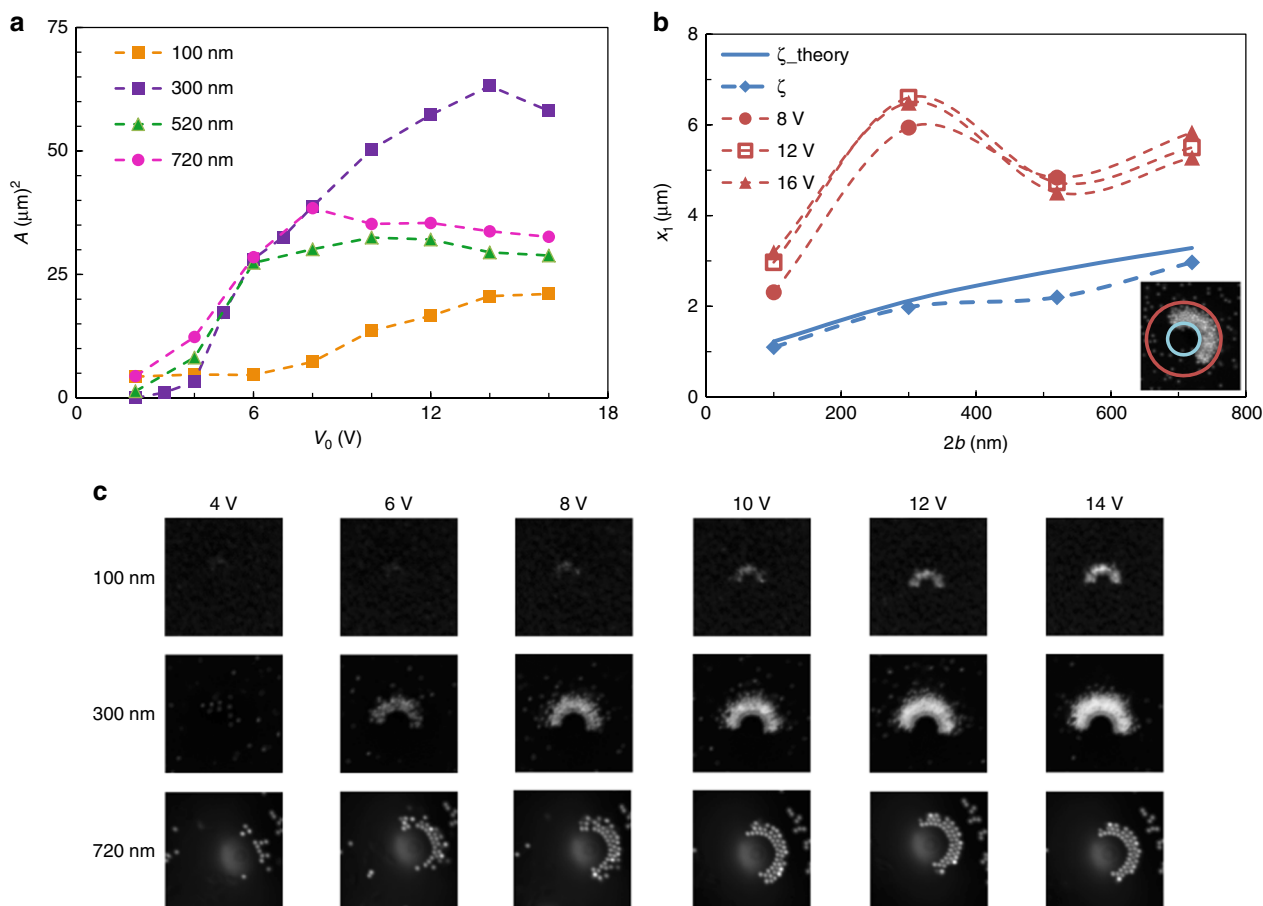 a
75
50
25
0
A (μm)²
100 nm
300 nm
520 nm
720 nm
0 6 12 18
V₀ (V)
b
8
6
4
2
0
x₁ (μm)
ζ_theory
ζ
8 V
12 V
16 V
0 200 400 600 800
2b (nm)
c
4 V 6 V 8 V 10 V 12 V 14 V
100 nm
300 nm
720 nm